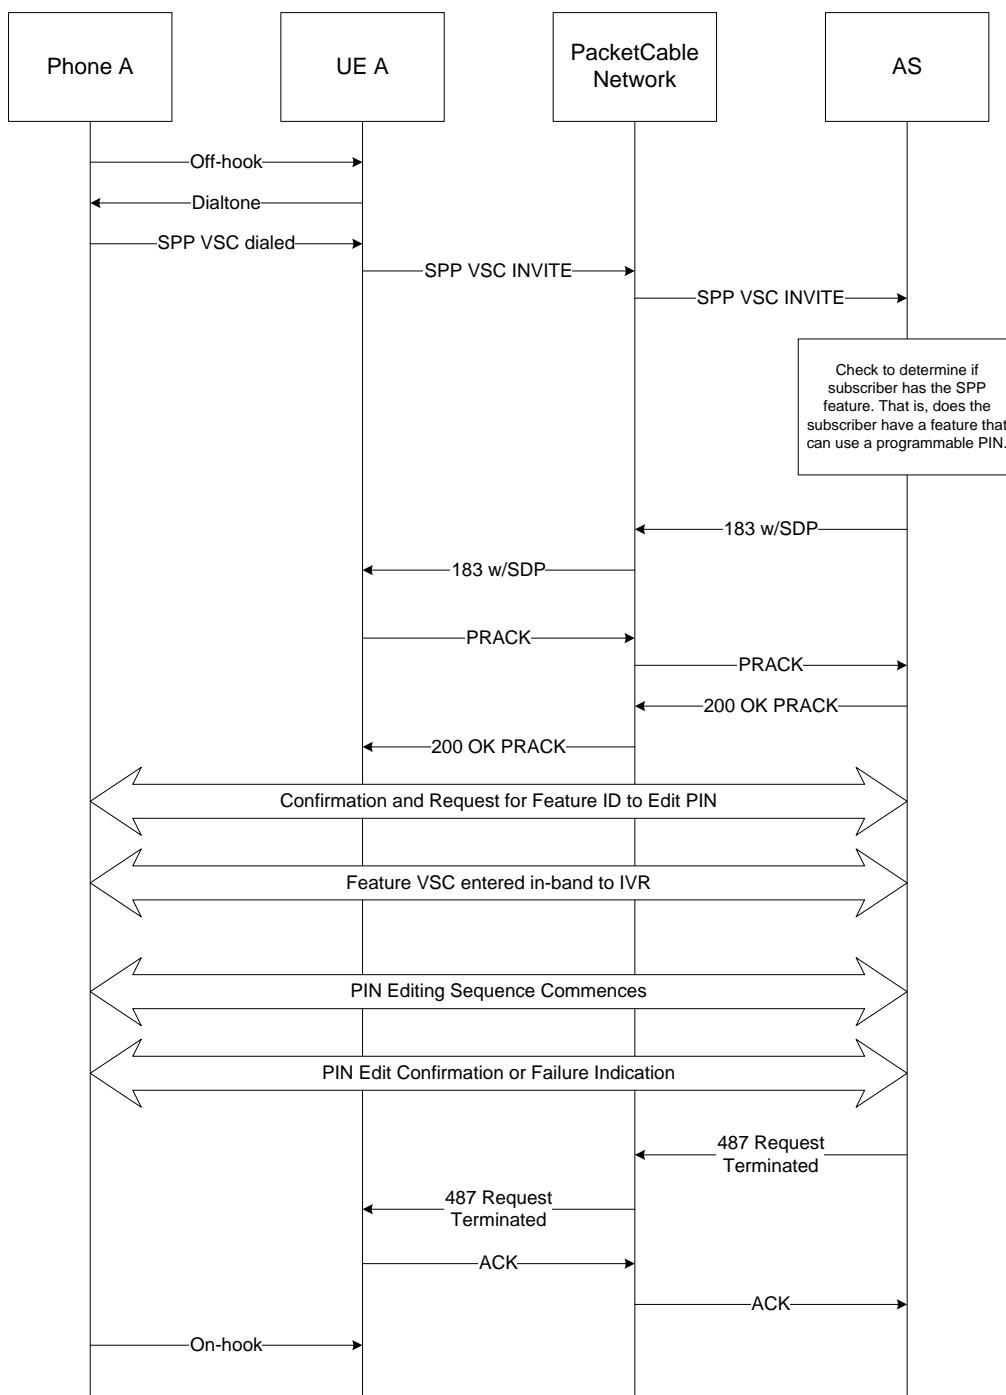 Phone A
UE A
PacketCable
Network
AS
Off-hook
Dialtone
SPP VSC dialed
SPP VSC INVITE
SPP VSC INVITE
Check to determine if
subscriber has the SPP
feature. That is, does the
subscriber have a feature that
can use a programmable PIN.
183 w/SDP
183 w/SDP
PRACK
PRACK
200 OK PRACK
200 OK PRACK
Confirmation and Request for Feature ID to Edit PIN
Feature VSC entered in-band to IVR
PIN Editing Sequence Commences
PIN Edit Confirmation or Failure Indication
487 Request
Terminated
487 Request
Terminated
ACK
ACK
On-hook